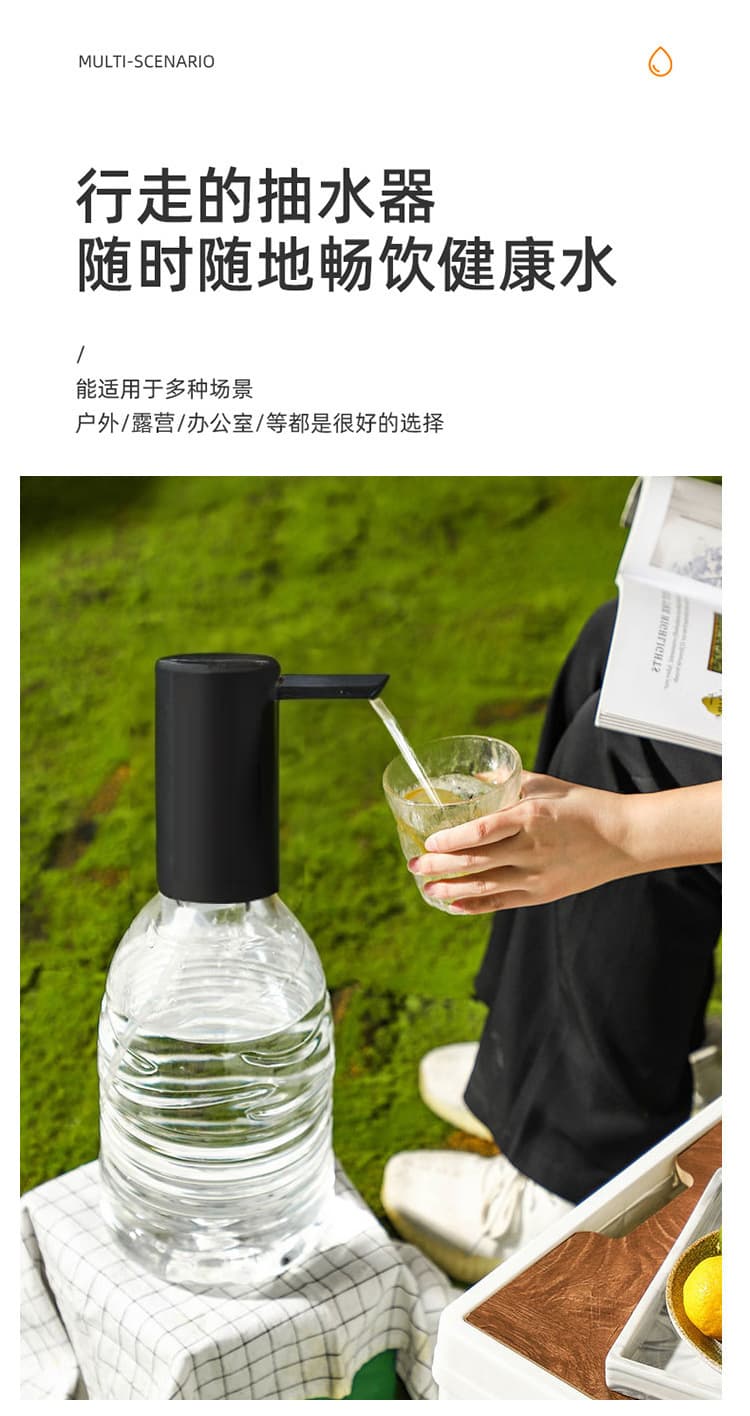 MULTI-SCENARIO
行走的抽水器
随时随地畅饮健康水
/
能适用于多种场景
户外/露营/办公室/等都是很好的选择